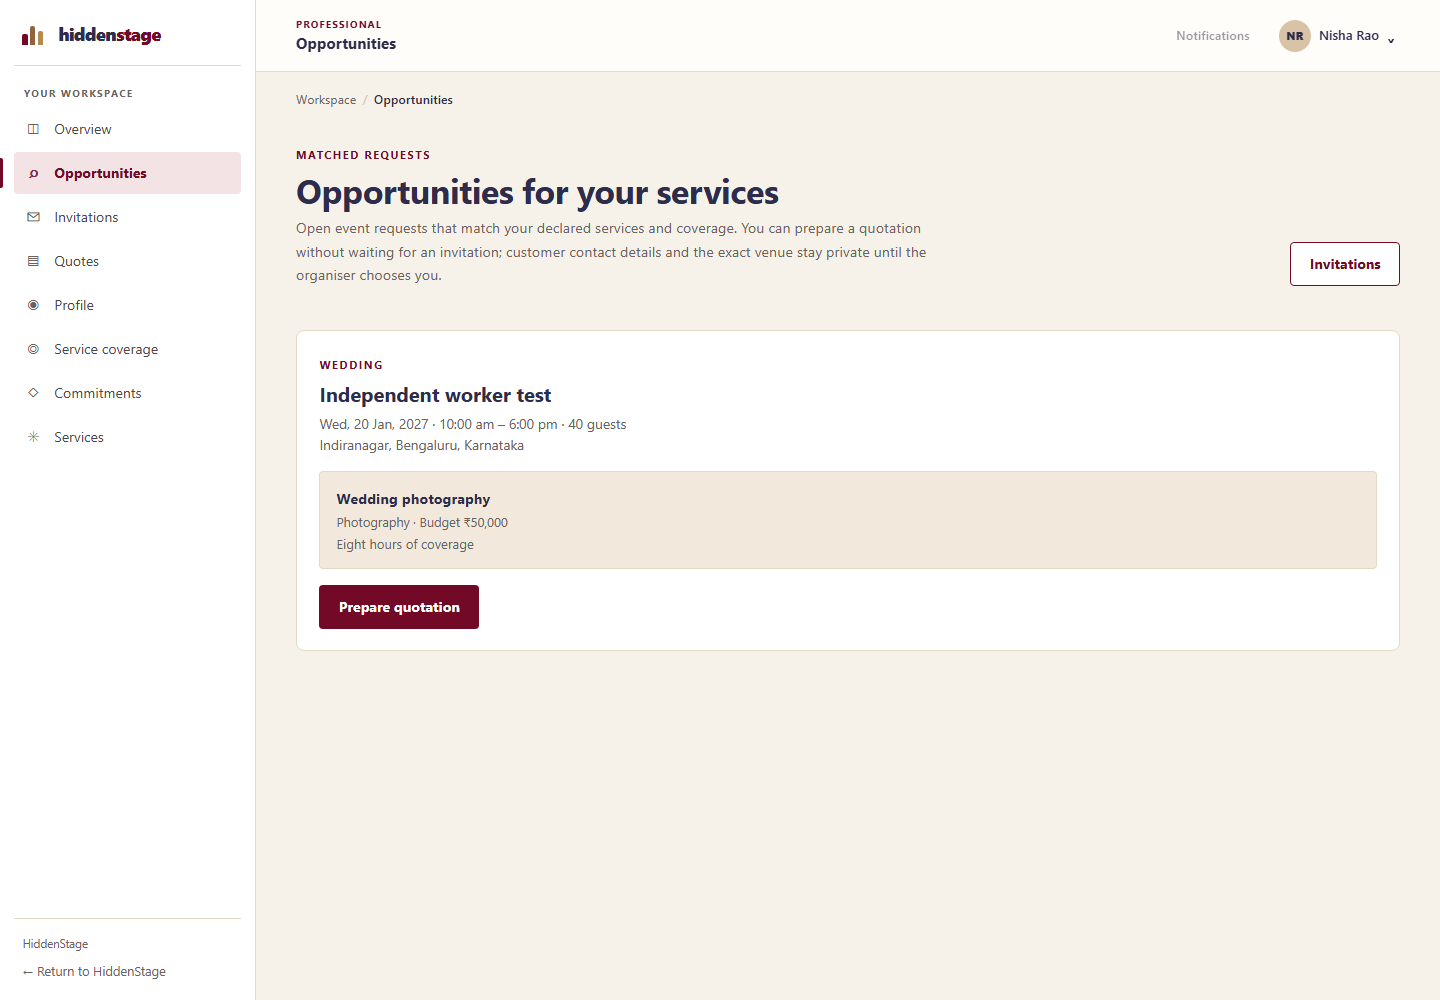 hiddenstage
YOUR WORKSPACE
Overview
Opportunities
Invitations
Quotes
Profile
Service coverage
Commitments
Services
HiddenStage
← Return to HiddenStage
PROFESSIONAL
Opportunities
Notifications
NR
Nisha Rao
Workspace / Opportunities
MATCHED REQUESTS
Opportunities for your services
Open event requests that match your declared services and coverage. You can prepare a quotation
without waiting for an invitation; customer contact details and the exact venue stay private until the
organiser chooses you.
Invitations
WEDDING
Independent worker test
Wed, 20 Jan, 2027 · 10:00 am – 6:00 pm · 40 guests
Indiranagar, Bengaluru, Karnataka
Wedding photography
Photography · Budget ₹50,000
Eight hours of coverage
Prepare quotation